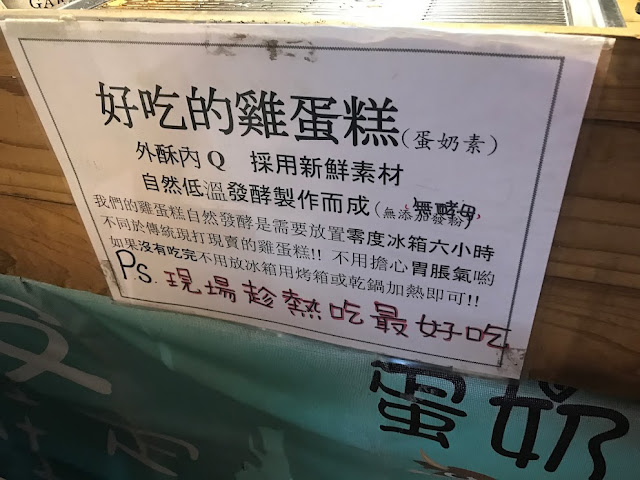 GAR
好吃的雞蛋糕(蛋奶素)
外酥內Q 採用新鮮素材
自然低溫發酵製作而成(無添加發粉、無酵母)
我們的雞蛋糕自然發酵是需要放置零度冰箱六小時
不同於傳統現打現賣的雞蛋糕!! 不用擔心胃脹氣喲
如果沒有吃完不用放冰箱用烤箱或乾鍋加熱即可!!
Ps. 現場趁熱吃最好吃
蛋奶